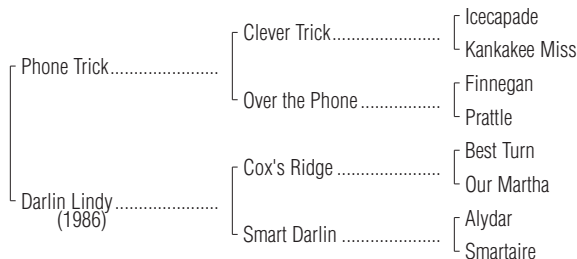 Icecapade
Clever Trick
Kankakee Miss
Phone Trick
Finnegan
Over the Phone
Prattle
Best Turn
Cox's Ridge
Our Martha
Darlin Lindy
(1986)
Alydar
Smart Darlin
Smartaire